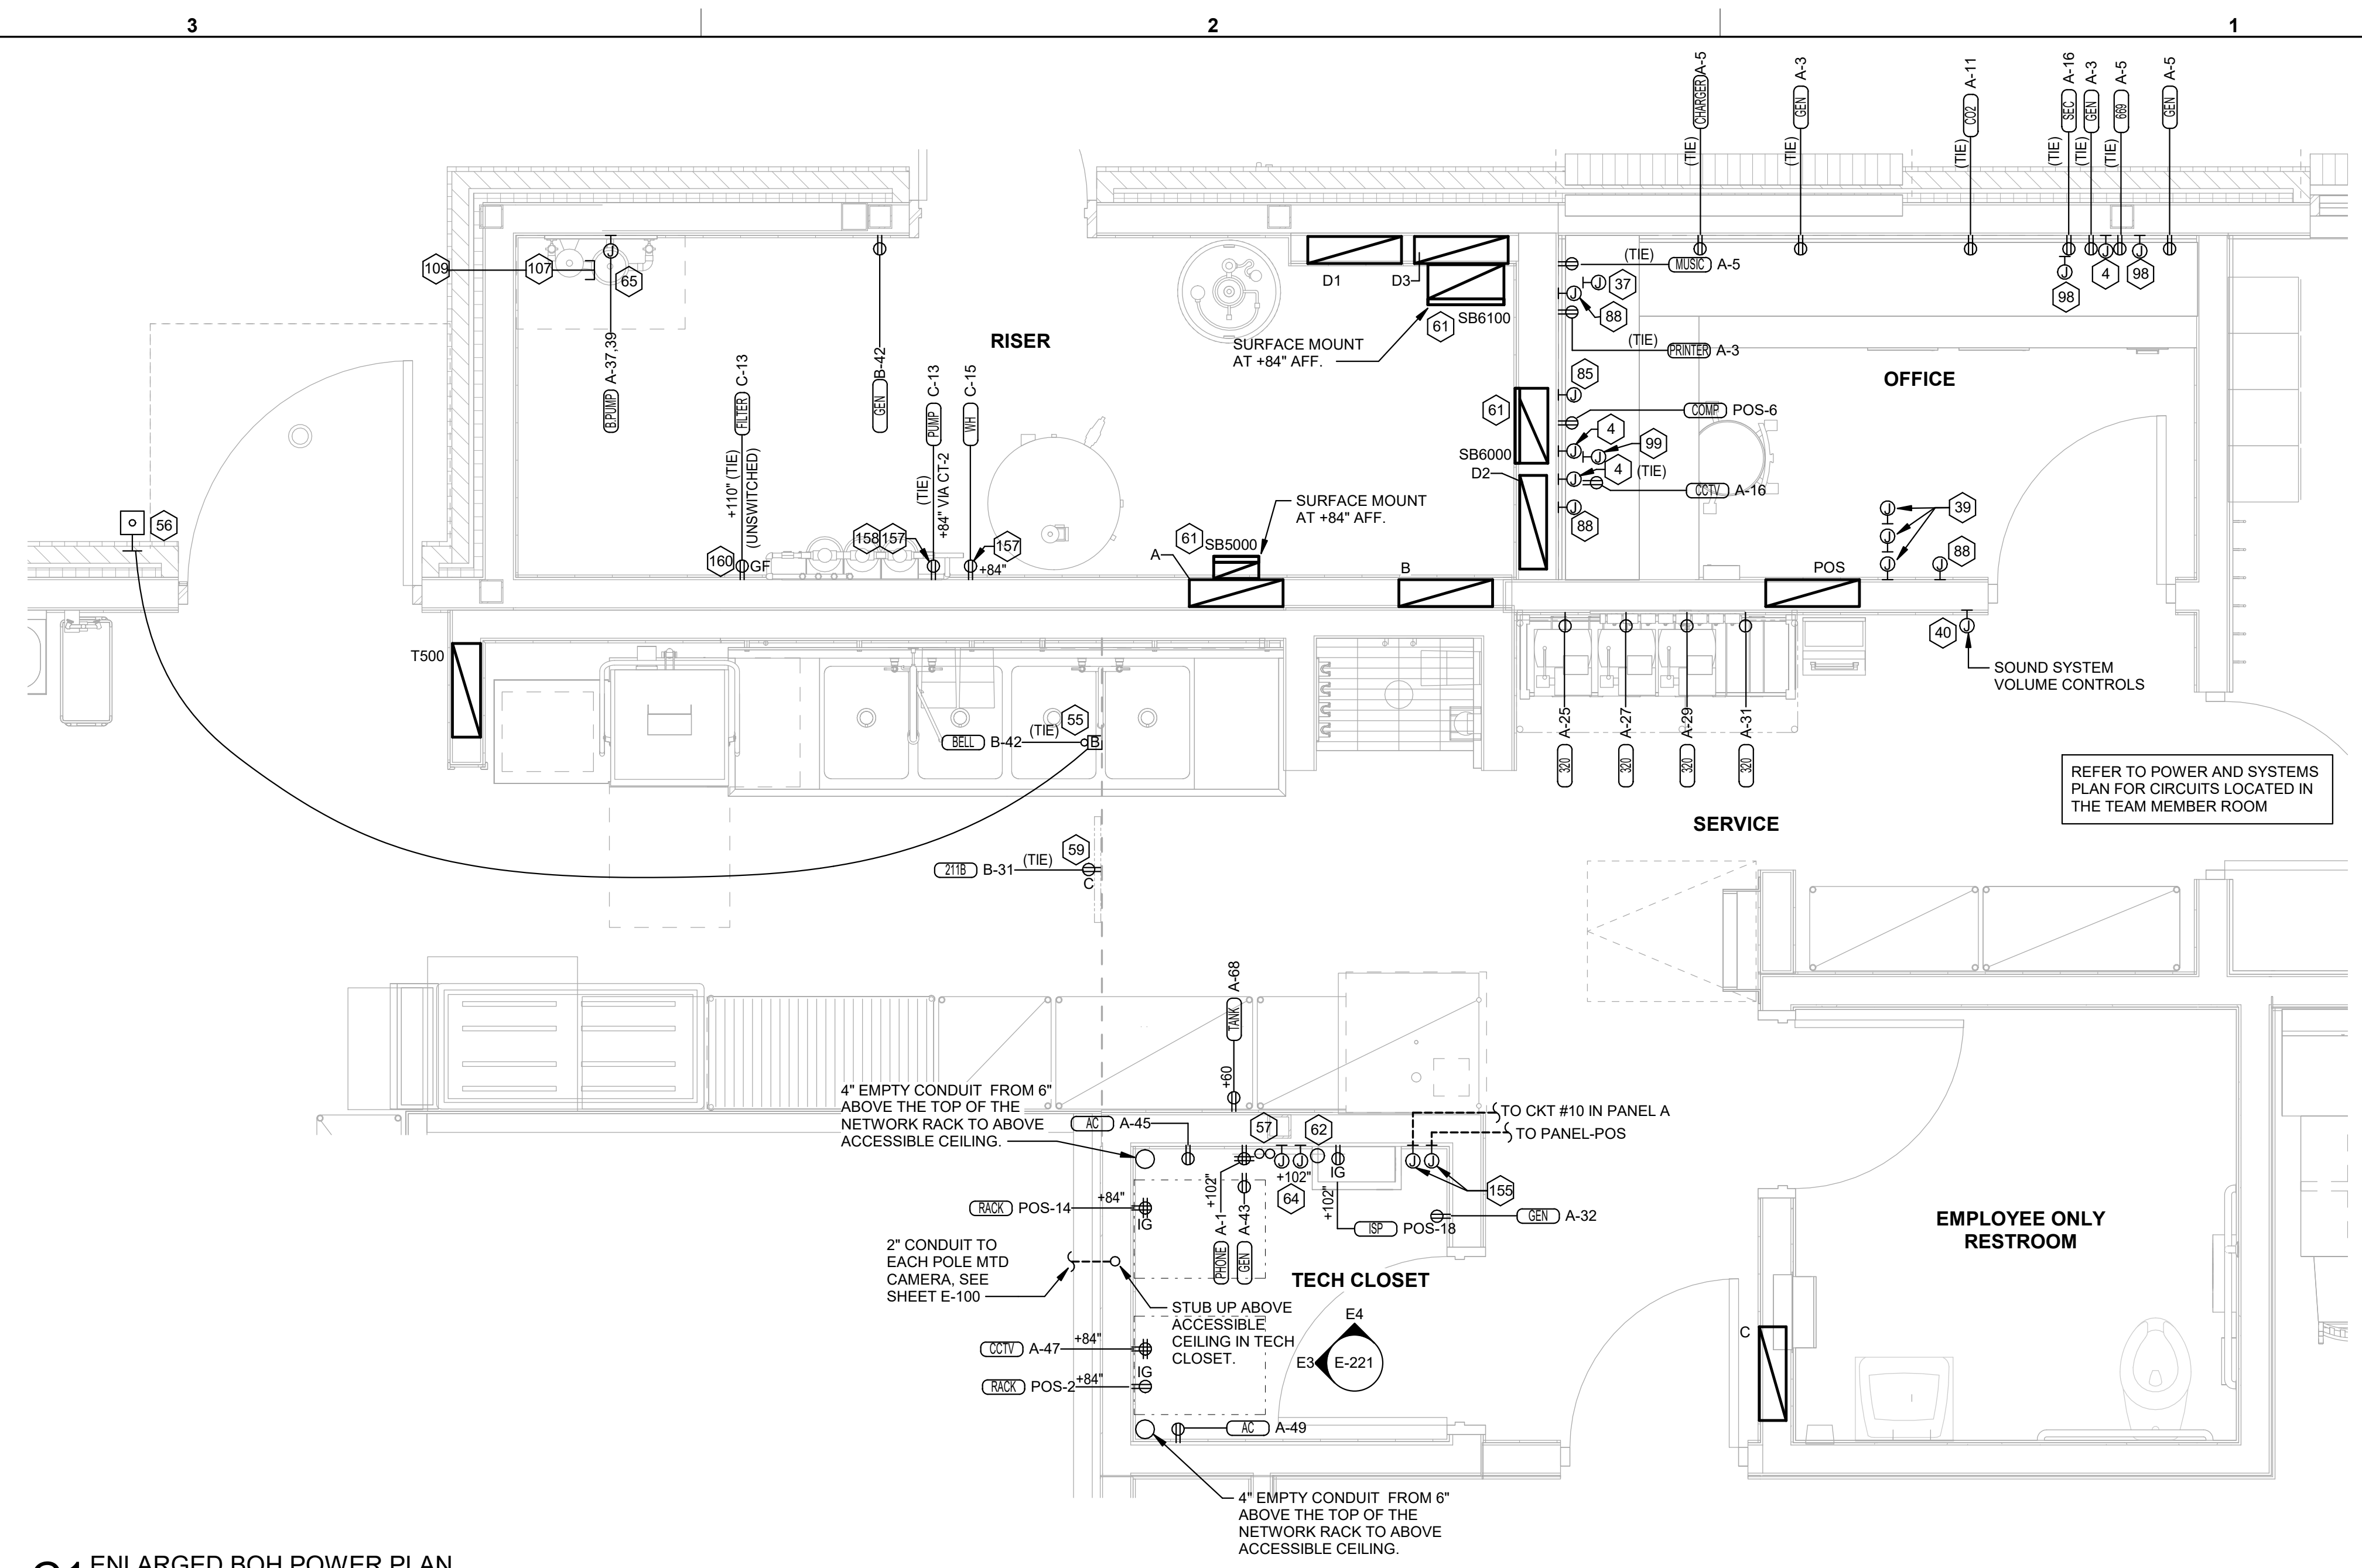 3
2
1
CHARGER A-5
(TIE)
GEN A-3
(TIE)
CO2 A-11
(TIE)
SEC A-16
(TIE)
GEN A-3
(TIE)
669 A-5
(TIE)
GEN A-5
109
107
65
J
B.PUMP A-37,39
FILTER C-13
+110" (TIE)
(UNSWITCHED)
160
GF
GEN B-42
PUMP C-13
(TIE)
+84" VIA CT-2
158
157
WH C-15
157
+84"
RISER
D1
D3
61
SB6100
SURFACE MOUNT
AT +84" AFF.
(TIE)
MUSIC A-5
J
37
J
88
(TIE)
PRINTER A-3
85
J
61
COMP POS-6
4
J
99
J
SB6000
D2
4
(TIE)
J
CCTV A-16
J
88
J
98
J
4
J
98
OFFICE
J
39
J
J
J
88
56
SURFACE MOUNT
AT +84" AFF.
61
SB5000
A
B
POS
40
J
SOUND SYSTEM
VOLUME CONTROLS
T500
55
(TIE)
BELL B-42
B
320 A-25
320 A-27
320 A-29
320 A-31
REFER TO POWER AND SYSTEMS
PLAN FOR CIRCUITS LOCATED IN
THE TEAM MEMBER ROOM
SERVICE
59
(TIE)
211B B-31
C
TANK A-68
+60
4" EMPTY CONDUIT FROM 6"
ABOVE THE TOP OF THE
NETWORK RACK TO ABOVE
ACCESSIBLE CEILING.
AC A-45
57
62
J
J
+102"
64
IG
J
J
TO CKT #10 IN PANEL A
TO PANEL-POS
155
RACK POS-14
+84"
IG
+102"
PHONE A-1
GEN A-43
+102"
ISP POS-18
GEN A-32
EMPLOYEE ONLY
RESTROOM
2" CONDUIT TO
EACH POLE MTD
CAMERA, SEE
SHEET E-100
TECH CLOSET
STUB UP ABOVE
ACCESSIBLE
CEILING IN TECH
CLOSET.
E4
E3
E-221
C
CCTV A-47
+84"
IG
RACK POS-2
+84"
AC A-49
4" EMPTY CONDUIT FROM 6"
ABOVE THE TOP OF THE
NETWORK RACK TO ABOVE
ACCESSIBLE CEILING.
ENLARGED BOH POWER PLAN